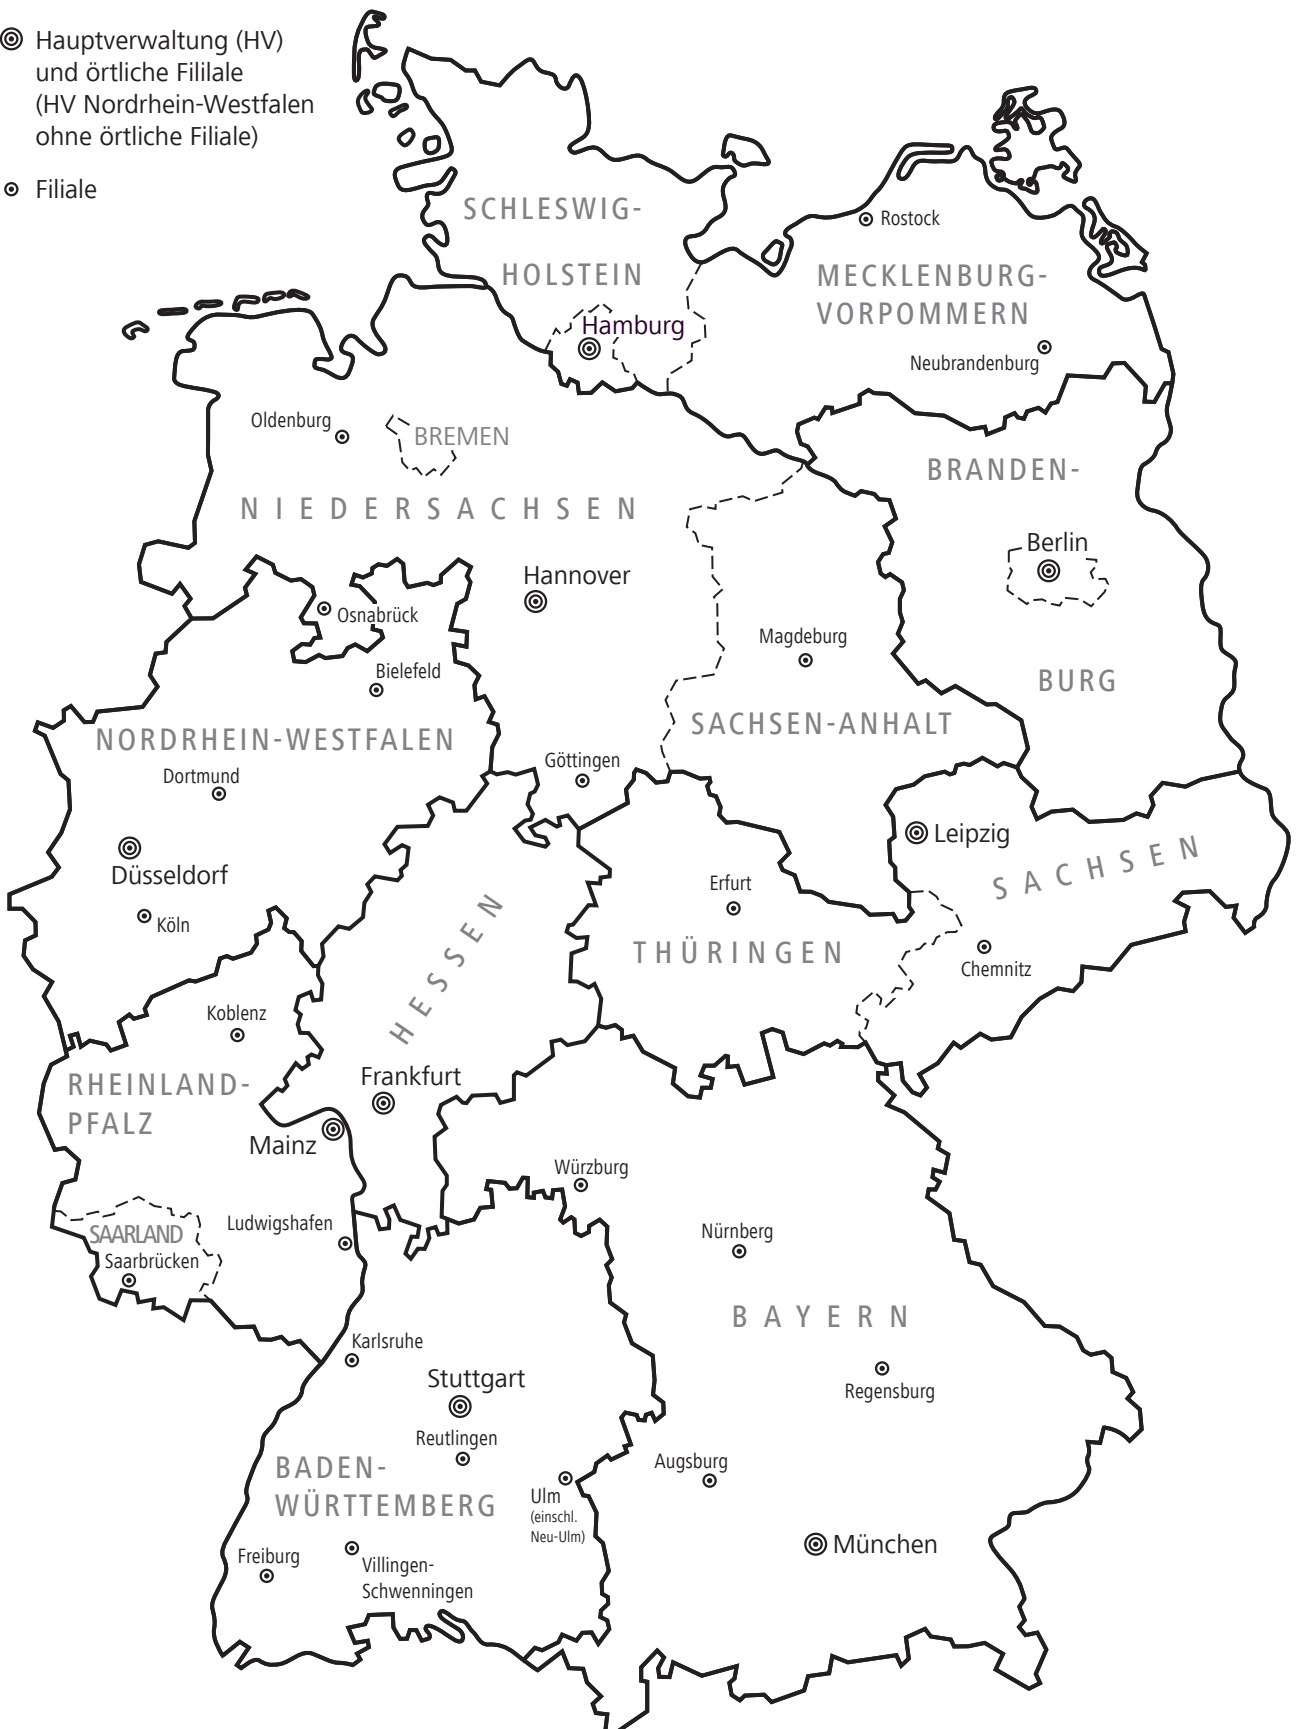 Hauptverwaltung (HV)
und örtliche Fililale
(HV Nordrhein-Westfalen
ohne örtliche Filiale)
Filiale
SCHLESWIG-
HOLSTEIN
Hamburg
Rostock
MECKLENBURG-
VORPOMMERN
Neubrandenburg
Oldenburg
BREMEN
NIEDERSACHSEN
BRANDEN-
BURG
Berlin
Hannover
Osnabrück
Bielefeld
Magdeburg
SACHSEN-ANHALT
NORDRHEIN-WESTFALEN
Dortmund
Göttingen
Düsseldorf
Köln
Leipzig
SACHSEN
Erfurt
THÜRINGEN
Chemnitz
HESSEN
Koblenz
RHEINLAND-
PFALZ
Frankfurt
Mainz
Würzburg
SAARLAND
Saarbrücken
Ludwigshafen
Nürnberg
BAYERN
Karlsruhe
Stuttgart
Regensburg
Reutlingen
BADEN-
WÜRTTEMBERG
Augsburg
Ulm
(einschl.
Neu-Ulm)
München
Freiburg
Villingen-
Schwenningen